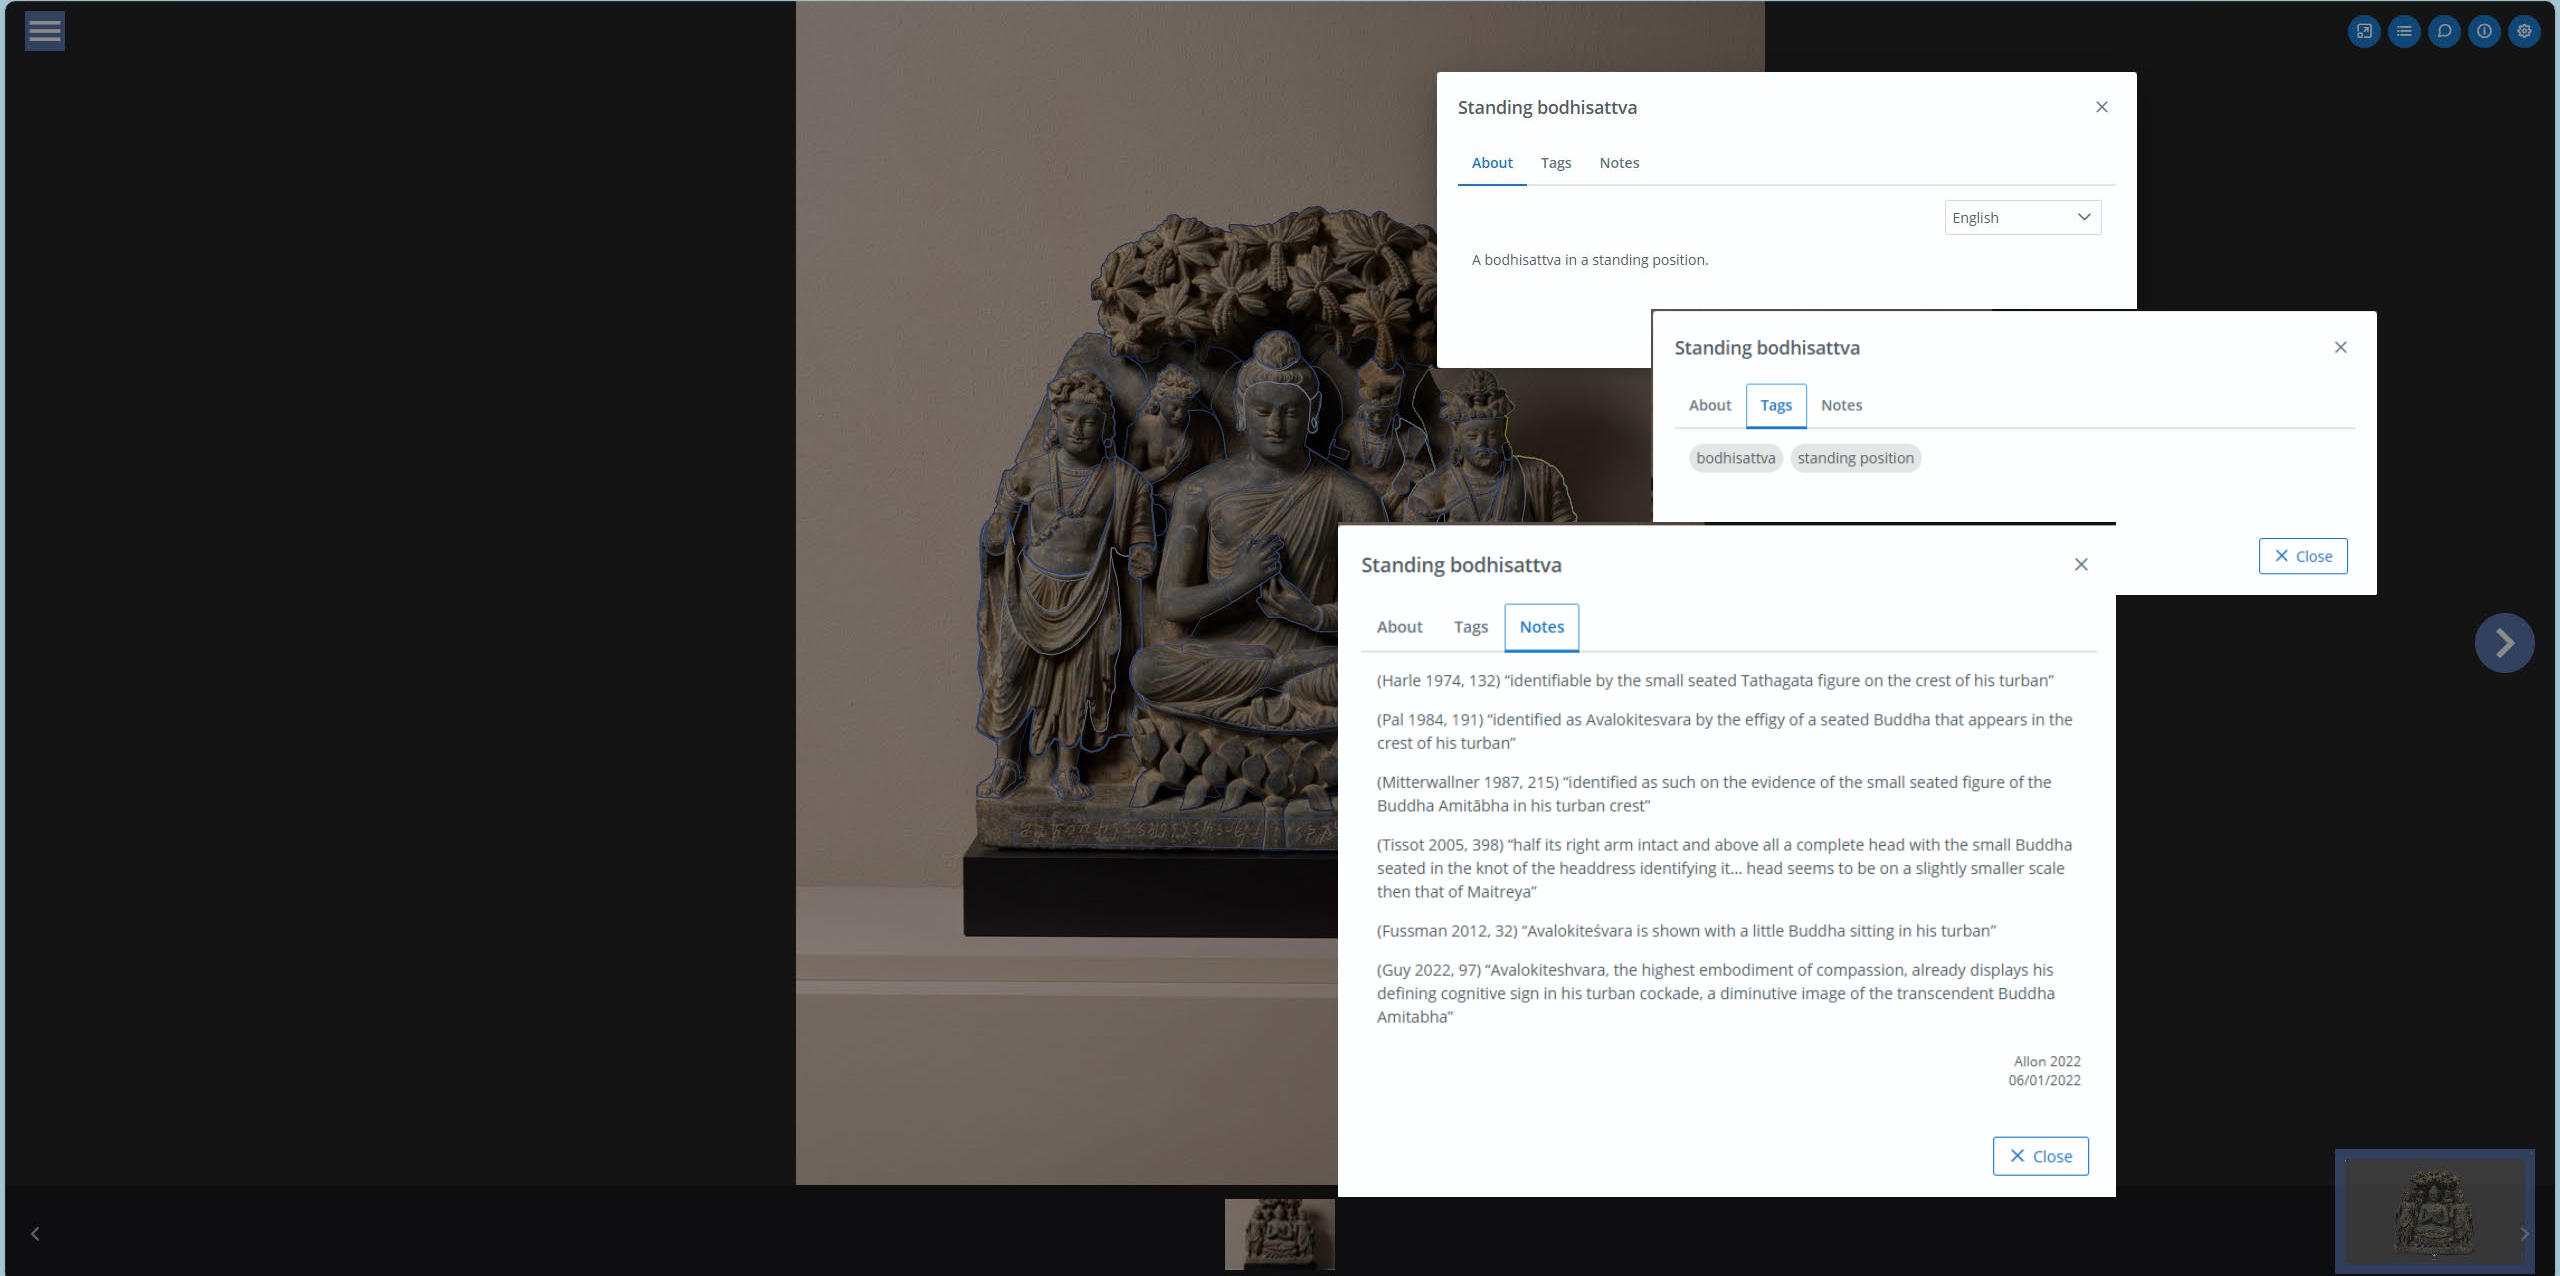 Standing bodhisattva
About Tags Notes
English
A bodhisattva in a standing position.
Standing bodhisattva
About Tags Notes
bodhisattva standing position
Close
Standing bodhisattva
About Tags Notes
(Harle 1974, 132) “identifiable by the small seated Tathagata figure on the crest of his turban”
(Pal 1984, 191) “identified as Avalokitesvara by the effigy of a seated Buddha that appears in the
crest of his turban”
(Mitterwallner 1987, 215) “identified as such on the evidence of the small seated figure of the
Buddha Amitābha in his turban crest”
(Tissot 2005, 398) “half its right arm intact and above all a complete head with the small Buddha
seated in the knot of the headdress identifying it... head seems to be on a slightly smaller scale
then that of Maitreya”
(Fussman 2012, 32) “Avalokiteśvara is shown with a little Buddha sitting in his turban”
(Guy 2022, 97) “Avalokiteshvara, the highest embodiment of compassion, already displays his
defining cognitive sign in his turban cockade, a diminutive image of the transcendent Buddha
Amitabha”
Allon 2022
06/01/2022
Close